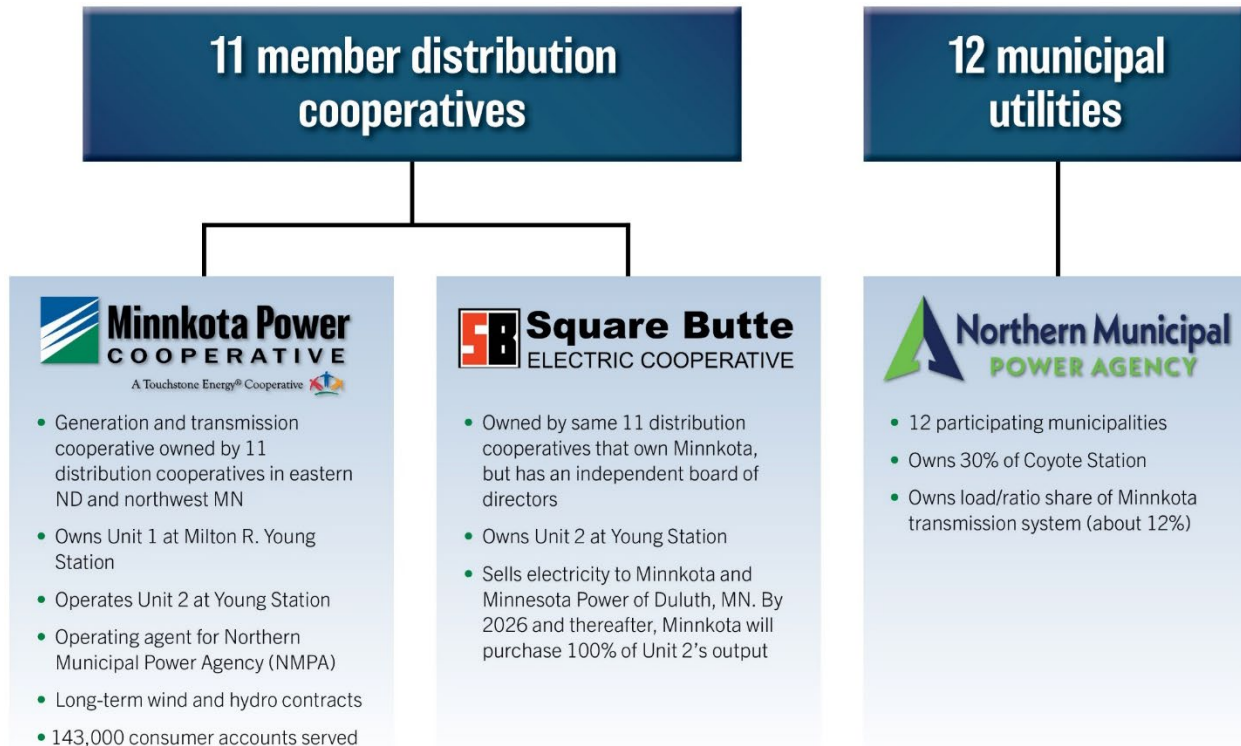 11 member distribution
cooperatives
12 municipal
utilities
Minnkota Power
COOPERATIVE
A Touchstone Energy® Cooperative
• Generation and transmission
cooperative owned by 11
distribution cooperatives in eastern
ND and northwest MN
• Owns Unit 1 at Milton R. Young
Station
• Operates Unit 2 at Young Station
• Operating agent for Northern
Municipal Power Agency (NMPA)
• Long-term wind and hydro contracts
• 143,000 consumer accounts served
SB Square Butte
ELECTRIC COOPERATIVE
• Owned by same 11 distribution
cooperatives that own Minnkota,
but has an independent board of
directors
• Owns Unit 2 at Young Station
• Sells electricity to Minnkota and
Minnesota Power of Duluth, MN. By
2026 and thereafter, Minnkota will
purchase 100% of Unit 2’s output
Northern Municipal
POWER AGENCY
• 12 participating municipalities
• Owns 30% of Coyote Station
• Owns load/ratio share of Minnkota
transmission system (about 12%)